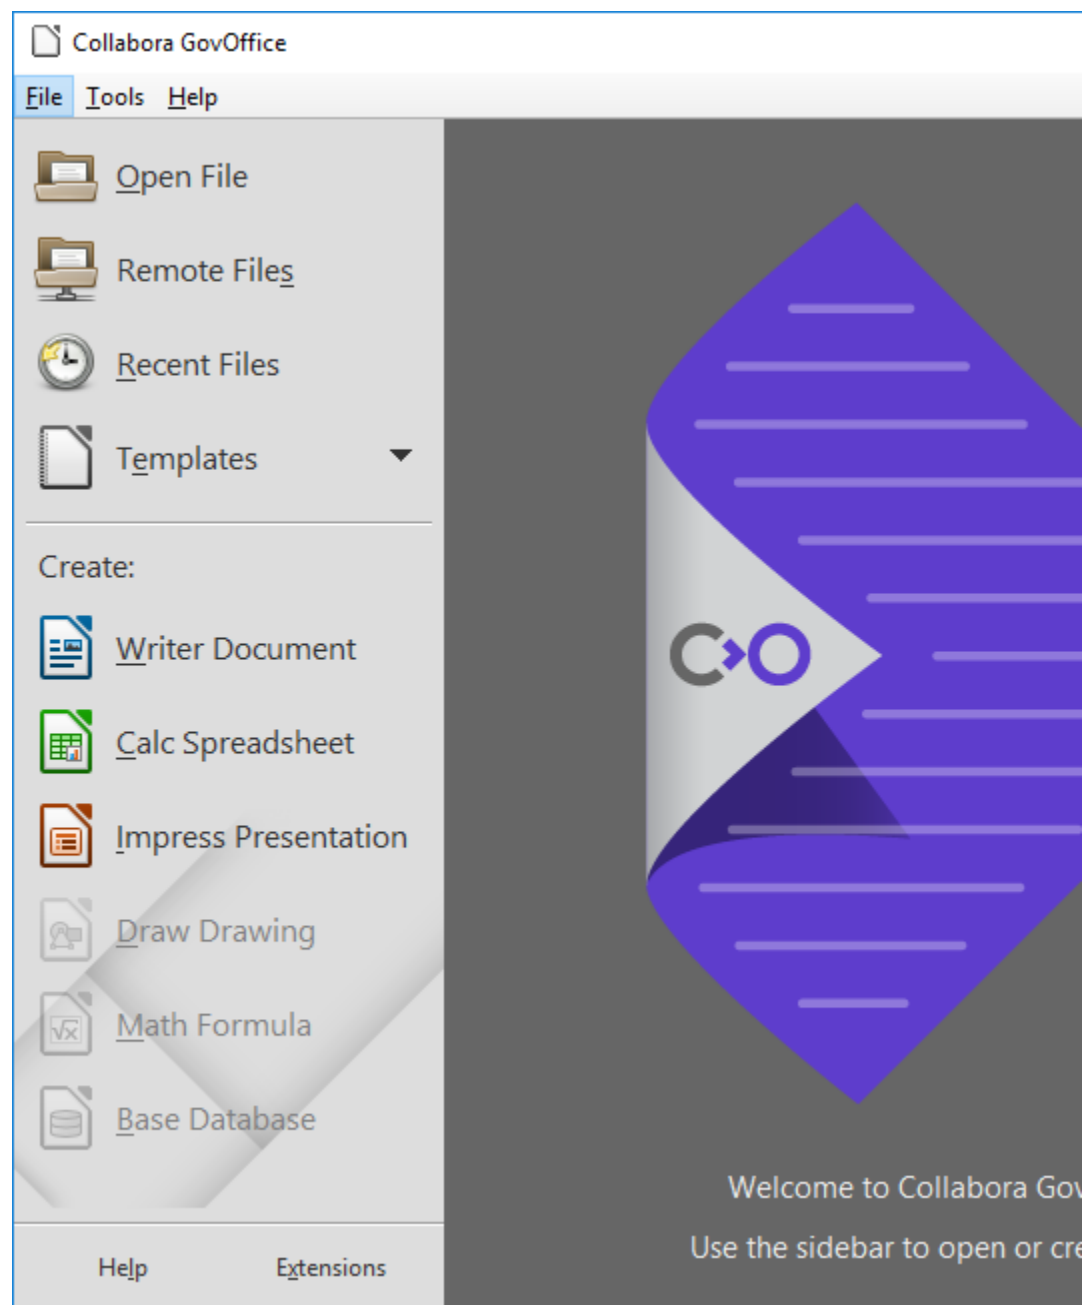 Collabora GovOffice
File Tools Help
Open File
Remote Files
Recent Files
Templates
Create:
Writer Document
Calc Spreadsheet
Impress Presentation
Draw Drawing
Math Formula
Base Database
Help Extensions
Welcome to Collabora
Use the sidebar to open or